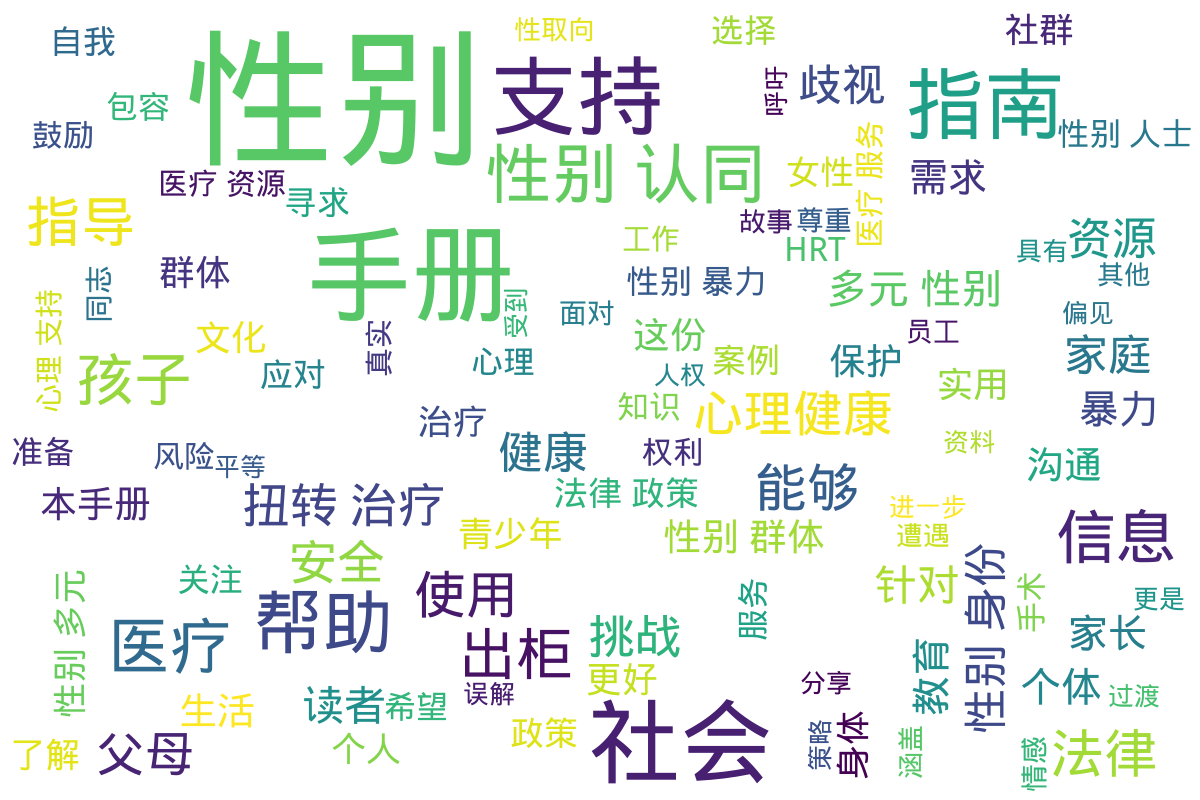 性取向
选择
社群
自我
性别
支持
歧视
指南
呼吁
包容
鼓励
性别 人士
性别 认同
女性
医疗 服务
需求
医疗 资源
寻求
指导
故事
尊重
资源
手册
工作
HRT
具有
群体
同志
性别 暴力
多元 性别
其他
心理 支持
受到
面对
偏见
文化
真实
这份
员工
家庭
孩子
应对
心理
人权
案例
保护
实用
知识
心理健康
暴力
治疗
准备
风险
平等
健康
权利
资料
沟通
本手册
扭转 治疗
法律 政策
能够
进一步
青少年
性别 群体
遭遇
信息
安全
关注
性别 多元
帮助
使用
服务
针对
性别 身份
手术
更是
医疗
出柜
挑战
家长
教育
更好
分享
个体
过渡
误解
生活
读者
希望
社会
政策
策略
身体
涵盖
情感
法律
了解
父母
个人